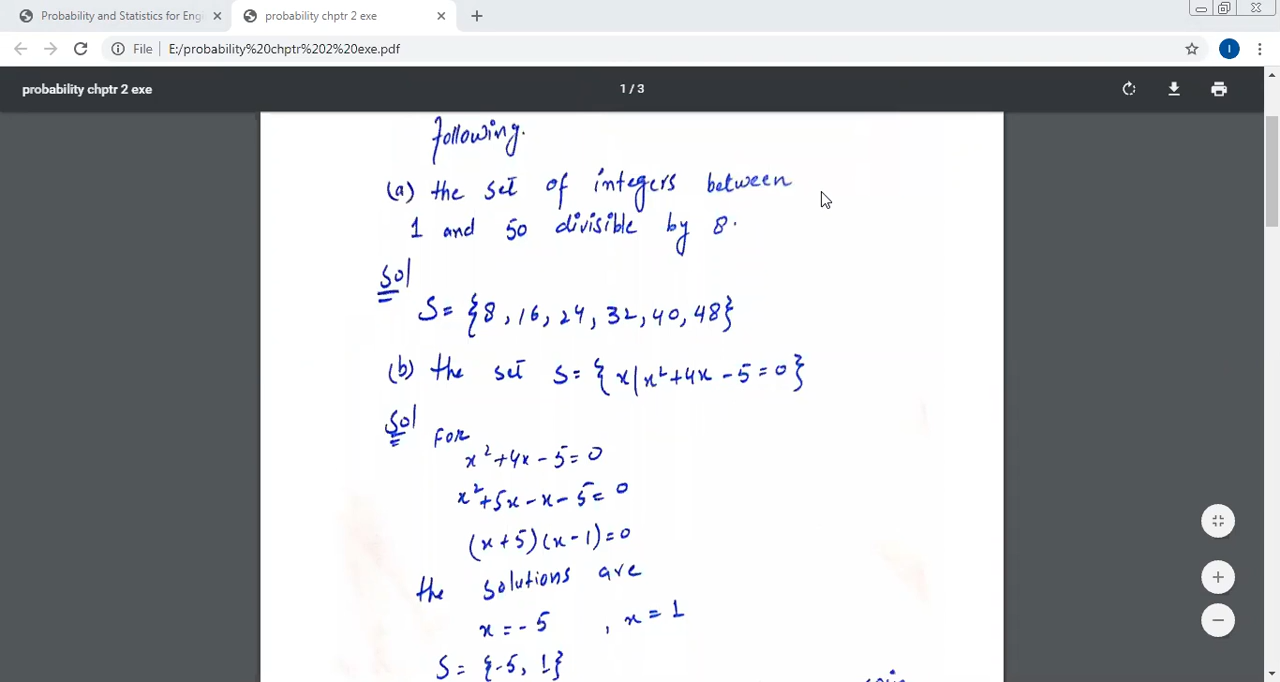 Probability and Statistics for Eng
probability chptr 2 exe
I
File
E:/probability%20chptr%202%20exe.pdf
probability chptr 2 exe
1 / 3
following.
(a) the set of integers between
1 and 50 divisible by 8.
Sol
S = {8, 16, 24, 32, 40, 48}
(b) the set S = {x | x² + 4x - 5 = 0}
Sol
For
x² + 4x - 5 = 0
x² + 5x - x - 5 = 0
(x + 5)(x - 1) = 0
the solutions are
x = - 5 , x = 1
S = {-5, 1}